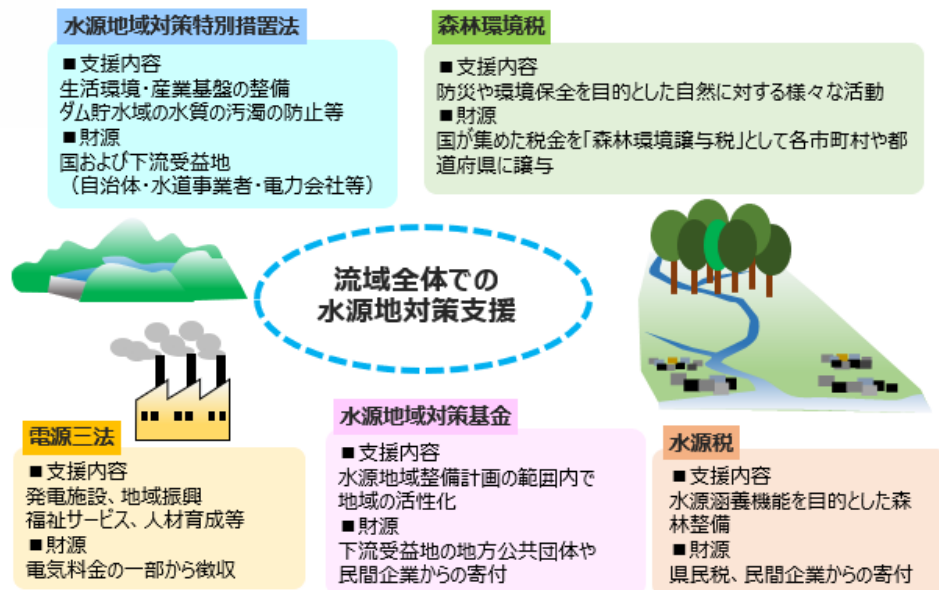 水源地域対策特別措置法
■支援内容
生活環境・産業基盤の整備
ダム貯水域の水質の汚濁の防止等
■財源
国および下流受益地
（自治体・水道事業者・電力会社等）
森林環境税
■支援内容
防災や環境保全を目的とした自然に対する様々な活動
■財源
国が集めた税金を「森林環境譲与税」として各市町村や都
道府県に譲与
流域全体での
水源地対策支援
電源三法
■支援内容
発電施設、地域振興
福祉サービス、人材育成等
■財源
電気料金の一部から徴収
水源地域対策基金
■支援内容
水源地域整備計画の範囲内で
地域の活性化
■財源
下流受益地の地方公共団体や
民間企業からの寄付
水源税
■支援内容
水源涵養機能を目的とした森
林整備
■財源
県民税、民間企業からの寄付